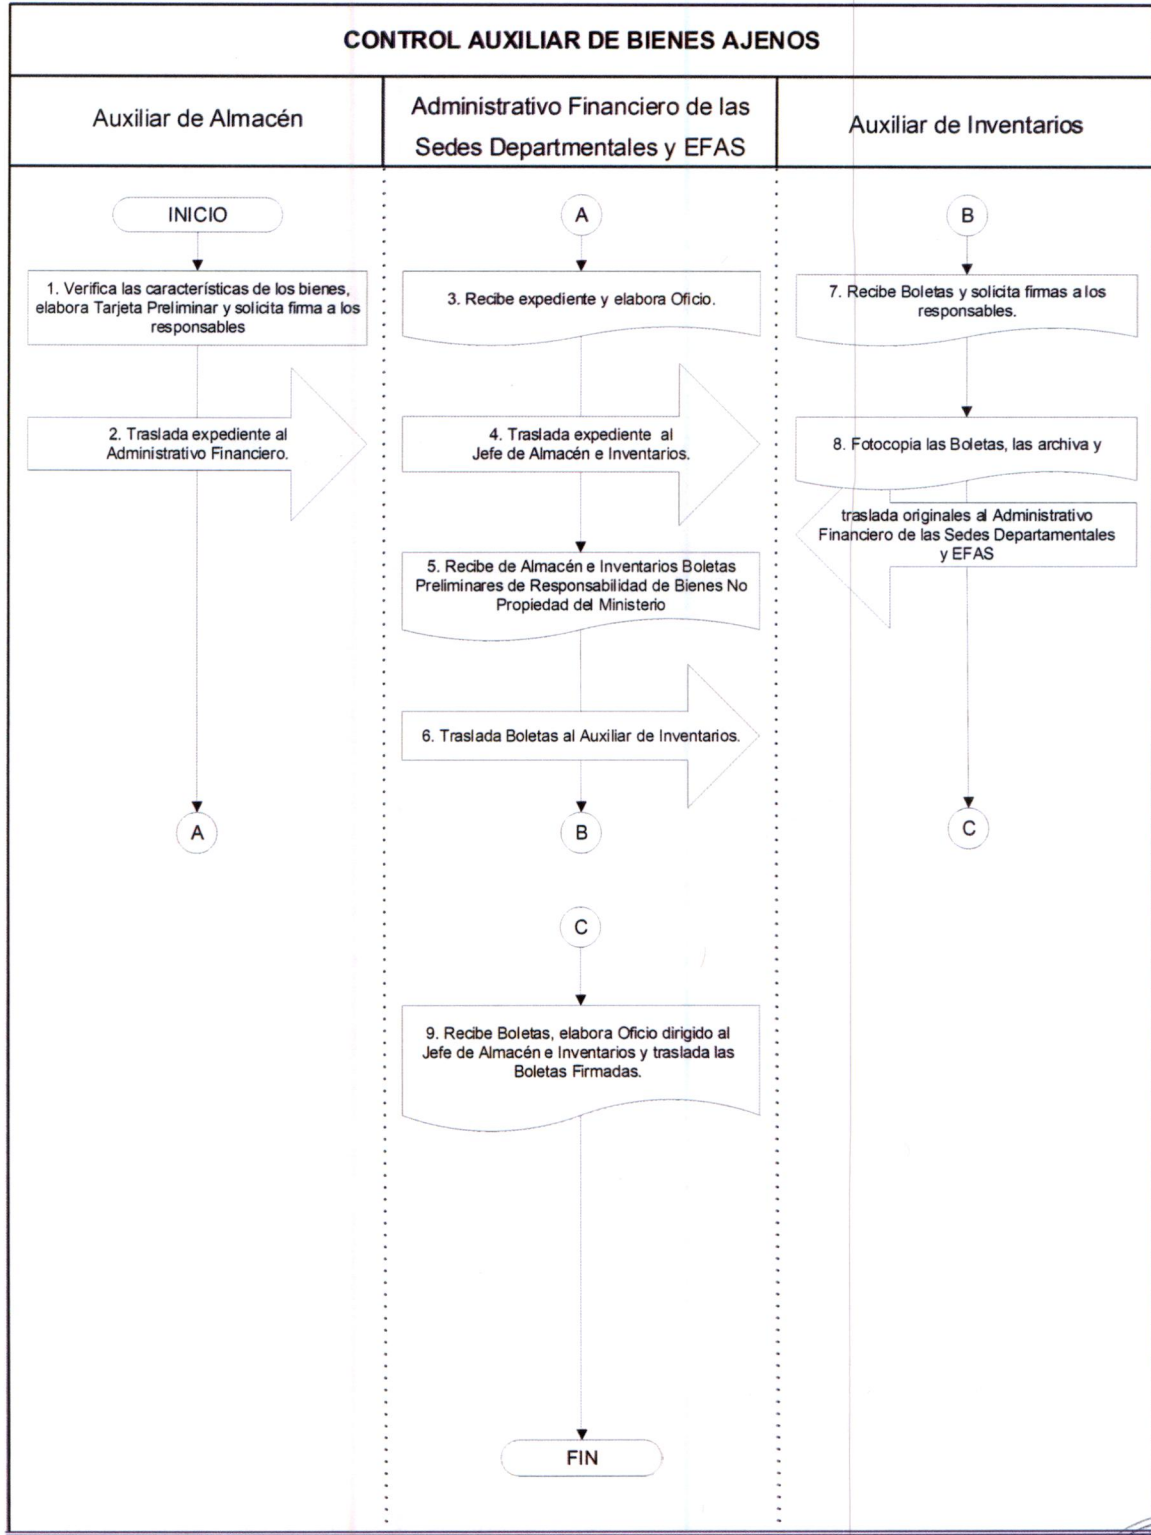 CONTROL AUXILIAR DE BIENES AJENOS
Auxiliar de Almacén
Administrativo Financiero de las
Sedes Departmentales y EFAS
Auxiliar de Inventarios
INICIO
1. Verifica las características de los bienes,
elabora Tarjeta Preliminar y solicita firma a los
responsables
2. Traslada expediente al
Administrativo Financiero.
A
A
3. Recibe expediente y elabora Oficio.
4. Traslada expediente al
Jefe de Almacén e Inventarios.
5. Recibe de Almacén e Inventarios Boletas
Preliminares de Responsabilidad de Bienes No
Propiedad del Ministerio
6. Traslada Boletas al Auxiliar de Inventarios.
B
B
7. Recibe Boletas y solicita firmas a los
responsables.
8. Fotocopia las Boletas, las archiva y
traslada originales al Administrativo
Financiero de las Sedes Departamentales
y EFAS
C
C
9. Recibe Boletas, elabora Oficio dirigido al
Jefe de Almacén e Inventarios y traslada las
Boletas Firmadas.
FIN